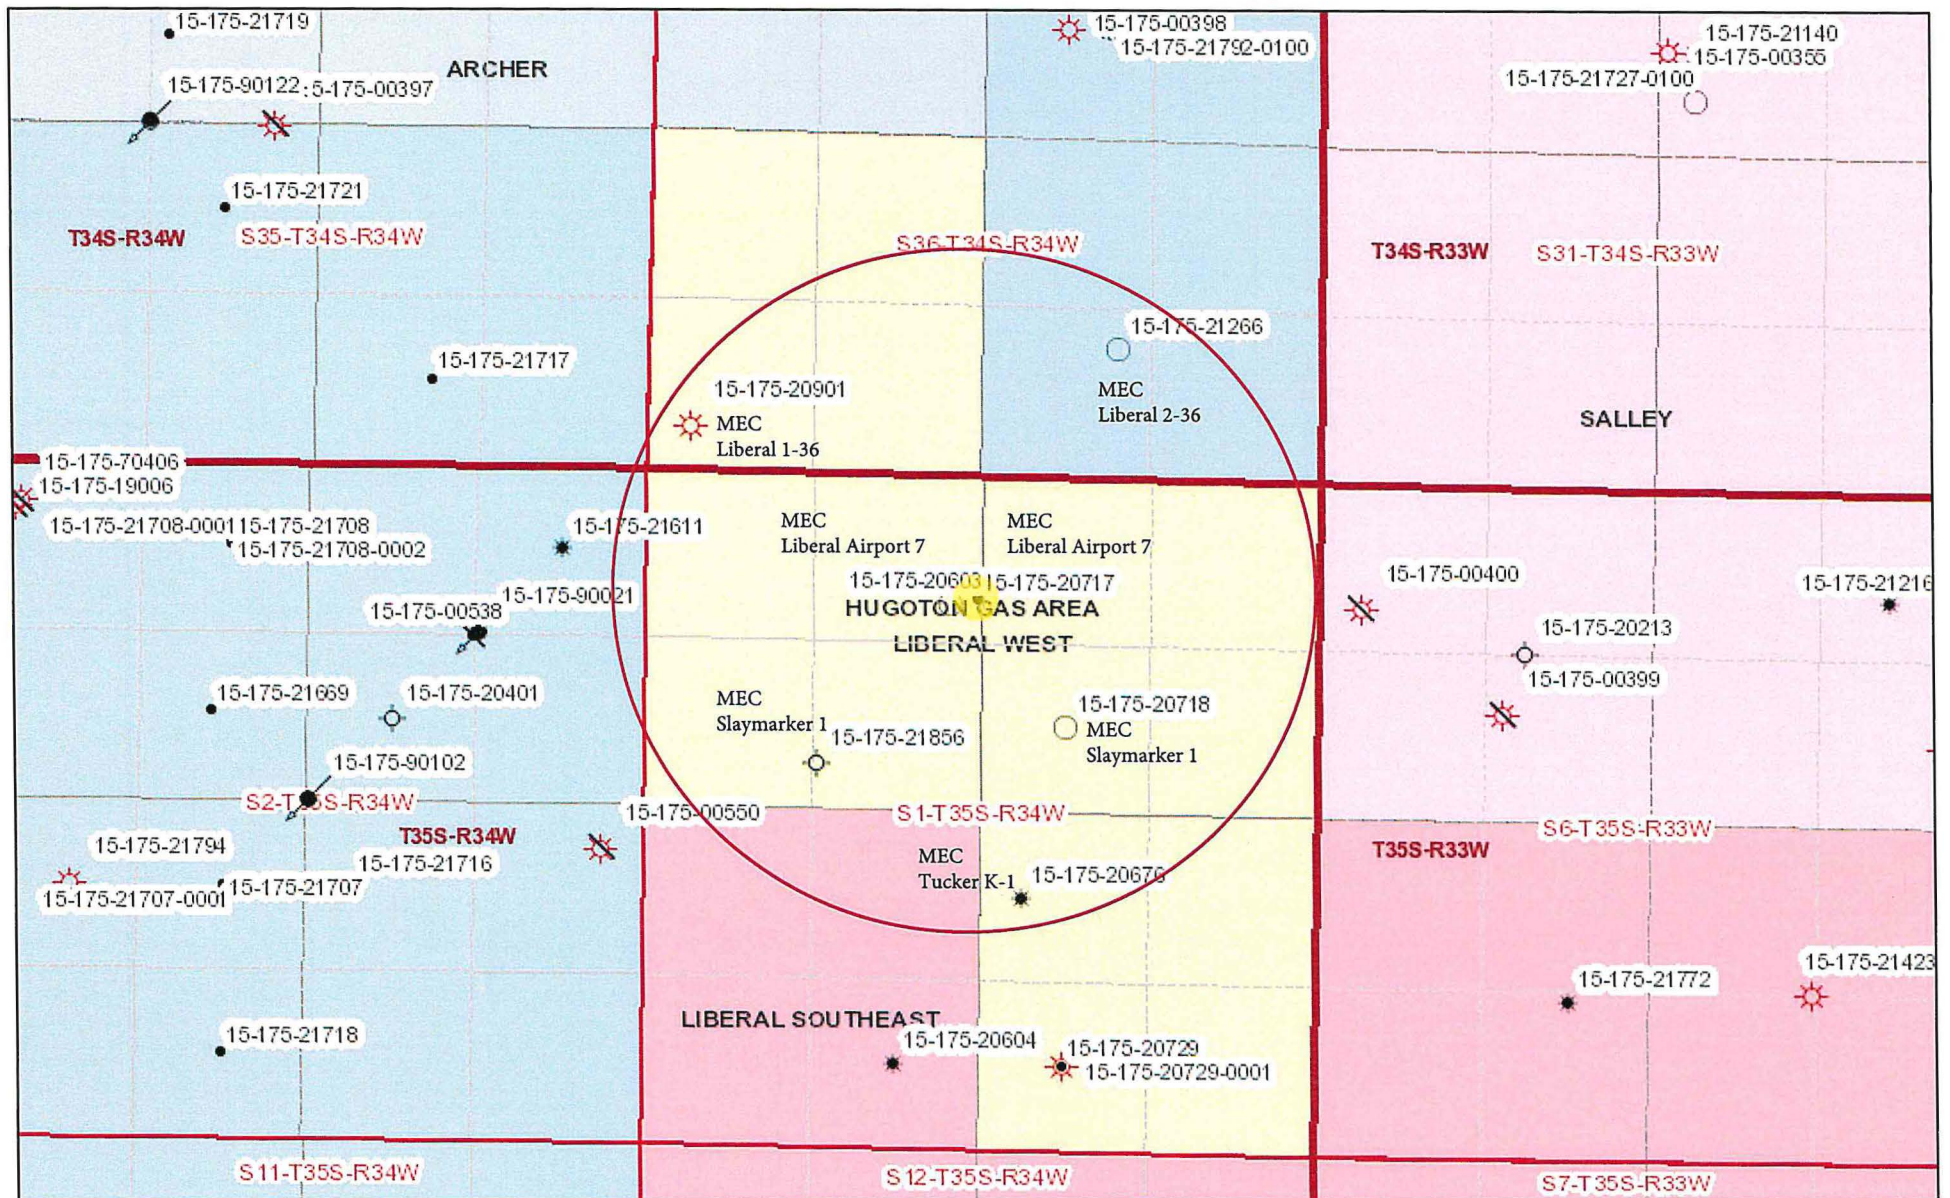 15-175-21719
15-175-00398
15-175-21792-0100
15-175-21140
15-175-00355
ARCHER
15-175-90122
:5-175-00397
15-175-21727-0100
15-175-21721
T34S-R34W
S35-T34S-R34W
S36-T34S-R34W
T34S-R33W
S31-T34S-R33W
15-175-21266
15-175-21717
15-175-20901
MEC
Liberal 2-36
MEC
Liberal 1-36
SALLEY
15-175-70406
15-175-19006
15-175-21708-0001
15-175-21708
15-175-21708-0002
15-175-21611
MEC
Liberal Airport 7
MEC
Liberal Airport 7
15-175-20603
15-175-20717
15-175-00400
15-175-21216
15-175-90021
15-175-00538
HUGOTON GAS AREA
LIBERAL WEST
15-175-20213
15-175-00399
15-175-21669
15-175-20401
MEC
Slaymarker 1
15-175-21856
15-175-20718
MEC
Slaymarker 1
15-175-90102
S2-T35S-R34W
15-175-00550
S1-T35S-R34W
S6-T35S-R33W
T35S-R34W
T35S-R33W
15-175-21794
15-175-21716
15-175-21707
15-175-21707-0001
MEC
Tucker K-1
15-175-20676
15-175-21772
15-175-21423
LIBERAL SOUTHEAST
15-175-21718
15-175-20604
15-175-20729
15-175-20729-0001
S11-T35S-R34W
S12-T35S-R34W
S7-T35S-R33W